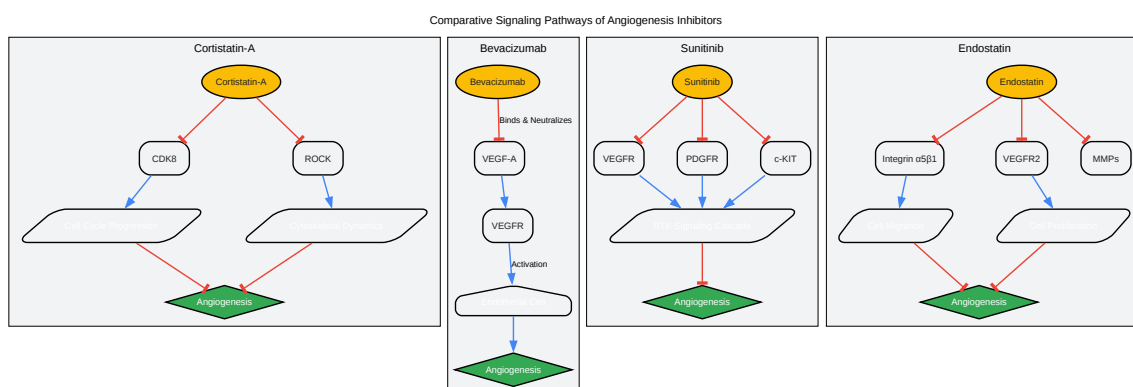 Comparative Signaling Pathways of Angiogenesis Inhibitors
Cortistatin-A
Cortistatin-A
CDK8
ROCK
Cell Cycle Progression
Cytoskeletal Dynamics
Angiogenesis
Bevacizumab
Bevacizumab
Binds & Neutralizes
VEGF-A
VEGFR
Activation
Endothelial Cell
Angiogenesis
Sunitinib
Sunitinib
VEGFR
PDGFR
c-KIT
RTK Signaling Cascade
Angiogenesis
Endostatin
Endostatin
Integrin α5β1
VEGFR2
MMPs
Cell Migration
Cell Proliferation
Angiogenesis